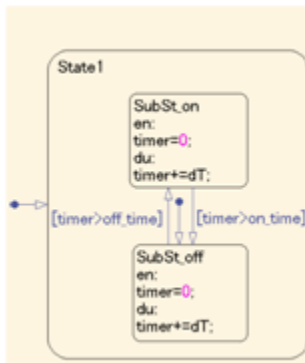 State1
SubSt_on
en:
timer=0;
du:
timer+=dT;
[timer>off_time]
[timer>on_time]
SubSt_off
en:
timer=0;
du:
timer+=dT;